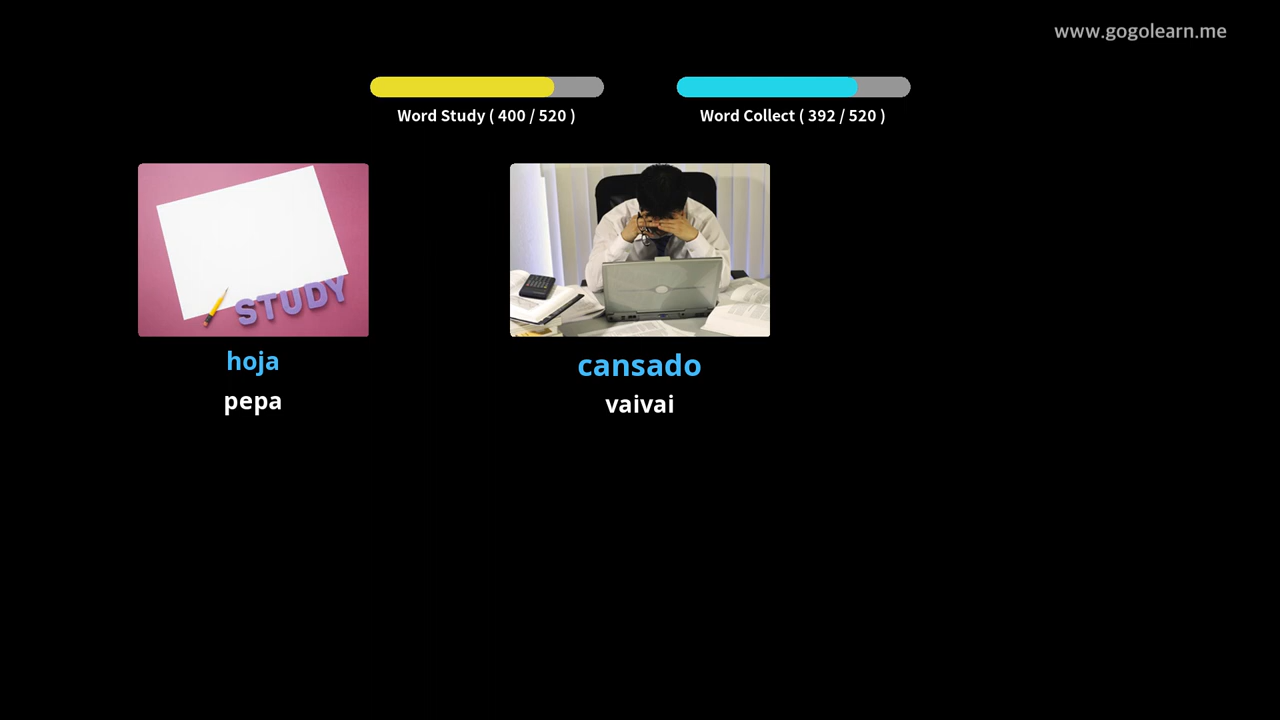 www.gogolearn.me
Word Study ( 400 / 520 )
Word Collect ( 392 / 520 )
STUDY
hoja
pepa
cansado
vaivai